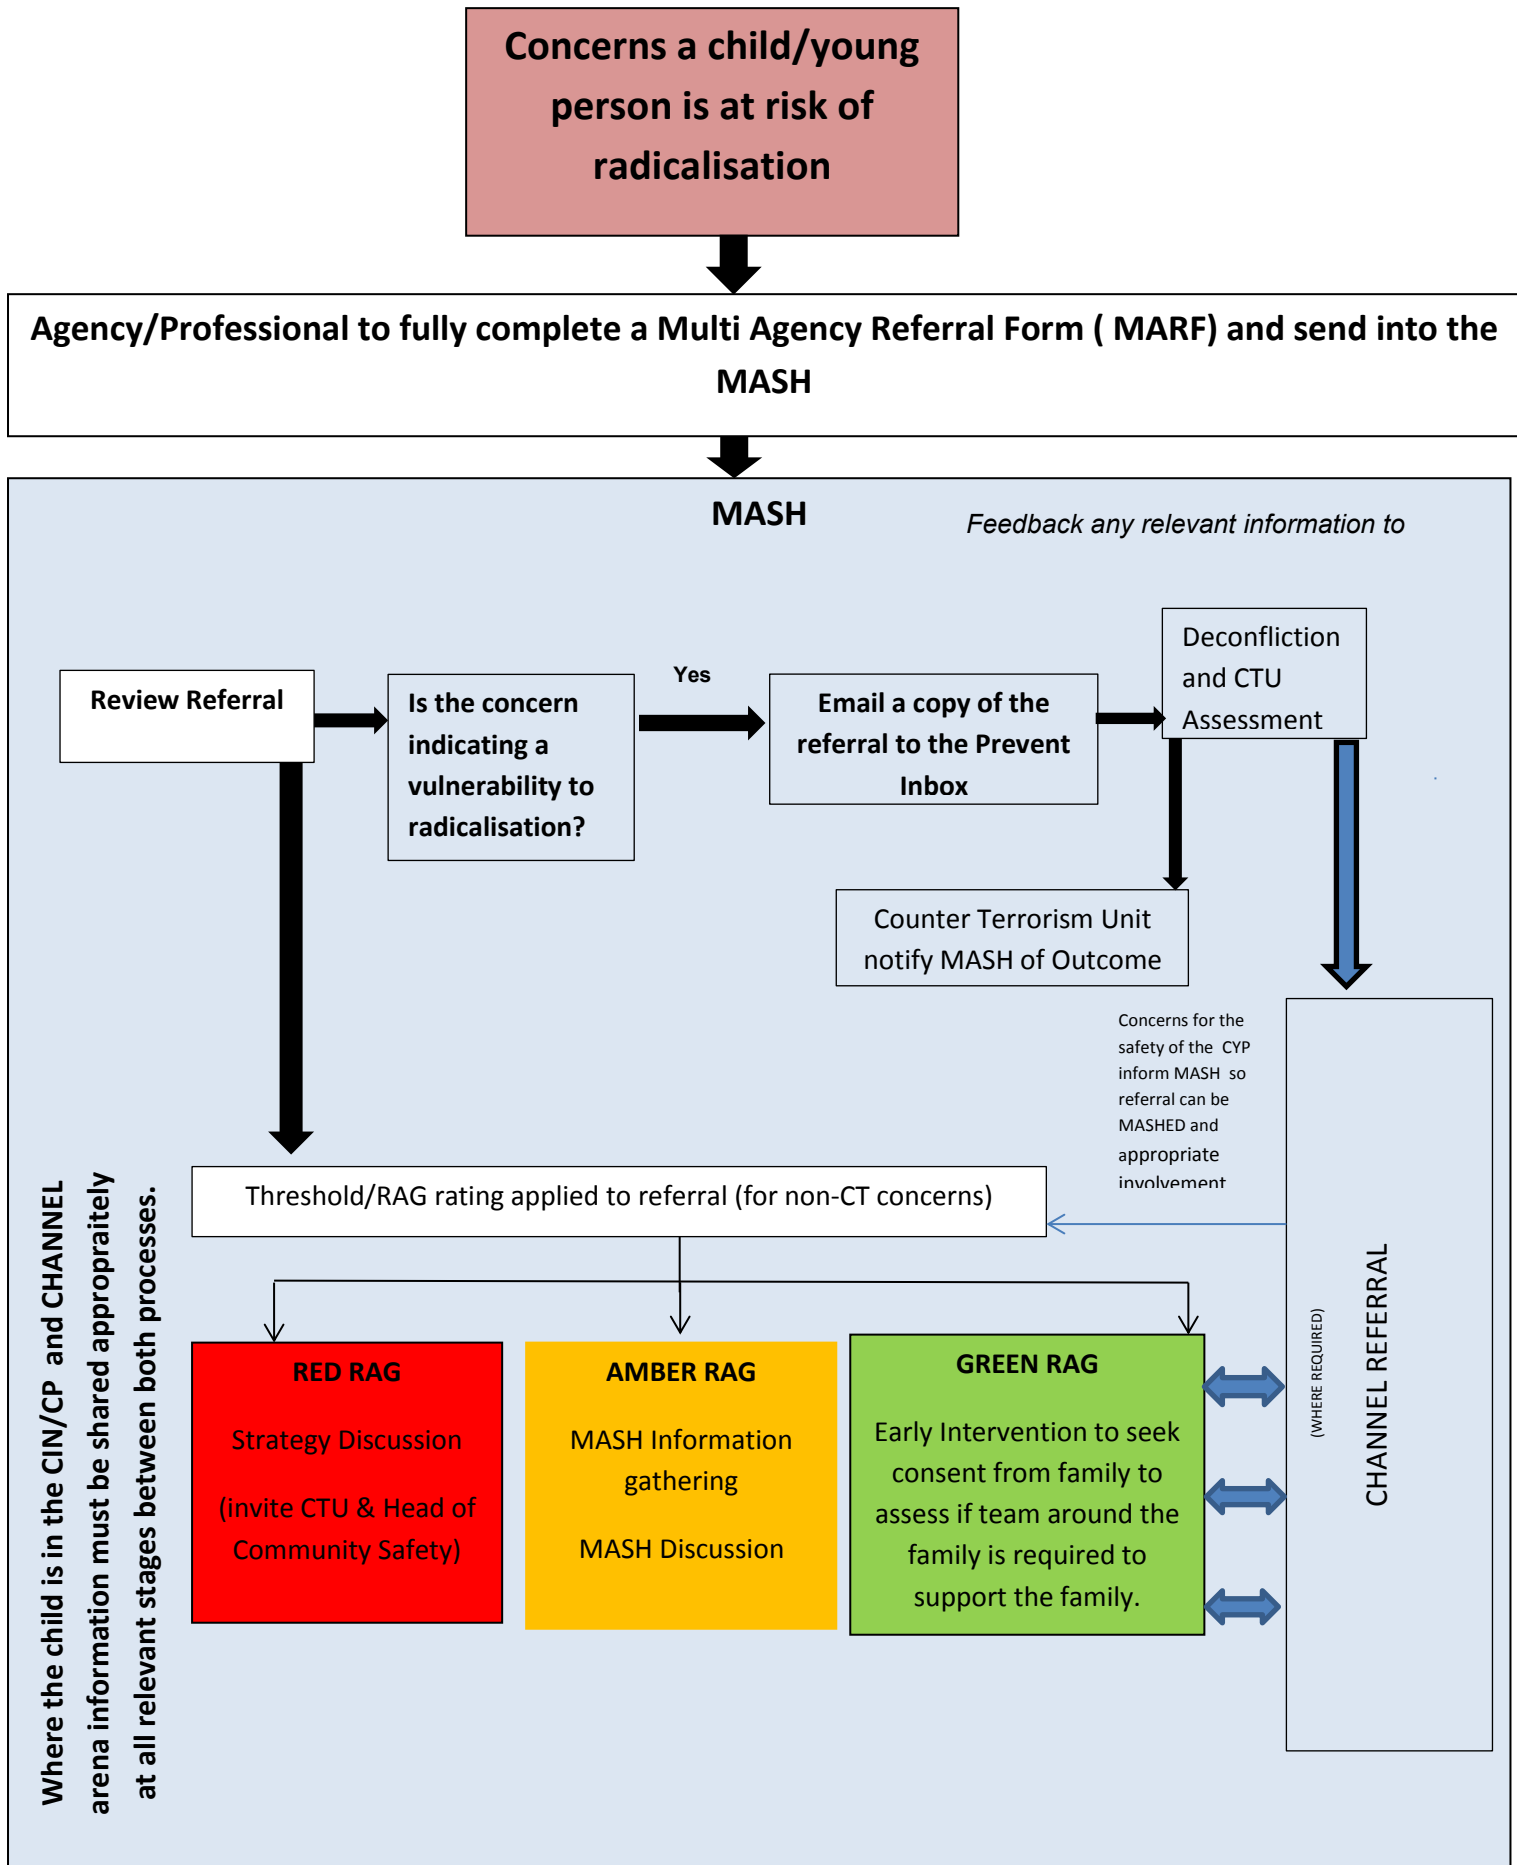 Concerns a child/young
person is at risk of
radicalisation
Agency/Professional to fully complete a Multi Agency Referral Form ( MARF) and send into the
MASH
MASH
Feedback any relevant information to
Review Referral
Is the concern
indicating a
vulnerability to
radicalisation?
Yes
Email a copy of the
referral to the Prevent
Inbox
Deconfliction
and CTU
Assessment
Counter Terrorism Unit
notify MASH of Outcome
Concerns for the
safety of the CYP
inform MASH so
referral can be
MASHED and
appropriate
involvement
Threshold/RAG rating applied to referral (for non-CT concerns)
RED RAG
Strategy Discussion
(invite CTU & Head of
Community Safety)
AMBER RAG
MASH Information
gathering
MASH Discussion
GREEN RAG
Early Intervention to seek
consent from family to
assess if team around the
family is required to
support the family.
(WHERE REQUIRED)
CHANNEL REFERRAL
Where the child is in the CIN/CP and CHANNEL
arena information must be shared appropraitely
at all relevant stages between both processes.